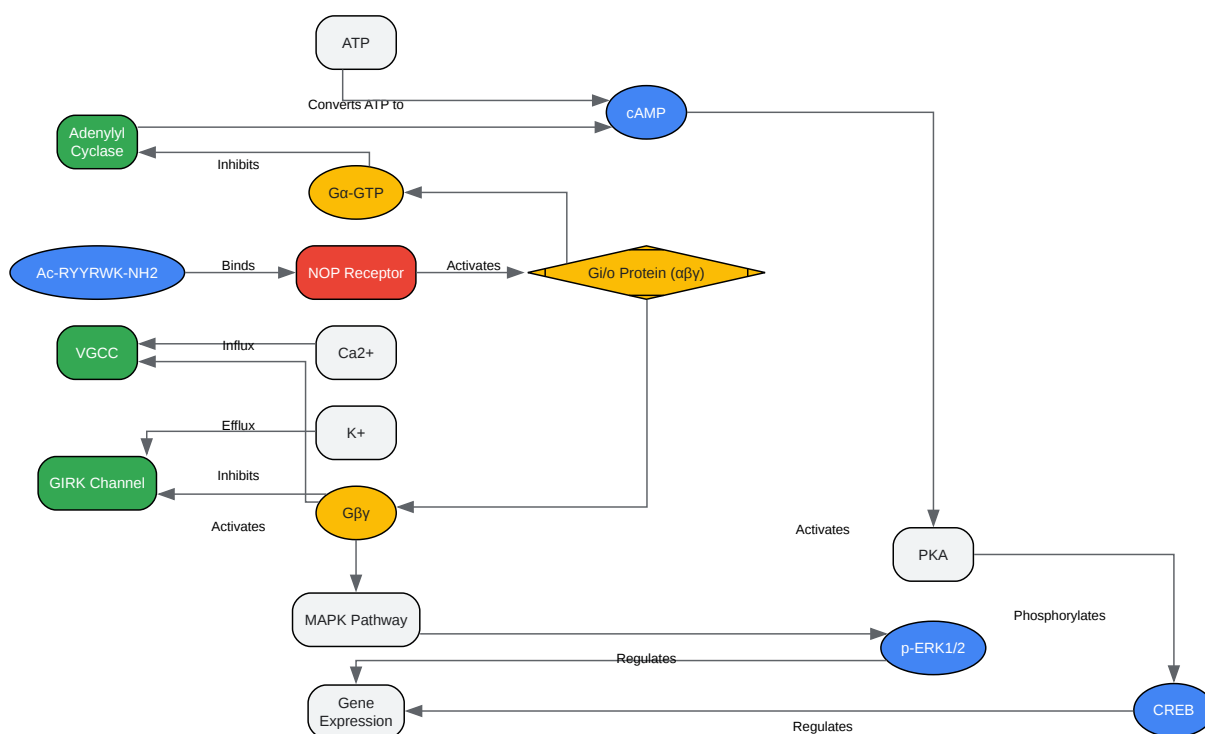 ATP
Converts ATP to
cAMP
Adenylyl
Cyclase
Inhibits
Gα-GTP
Ac-RYYRWK-NH2
Binds
NOP Receptor
Activates
Gi/o Protein (αβγ)
VGCC
Influx
Ca2+
Efflux
K+
GIRK Channel
Inhibits
Gβγ
Activates
Activates
PKA
MAPK Pathway
Phosphorylates
p-ERK1/2
Regulates
Gene
Expression
CREB
Regulates